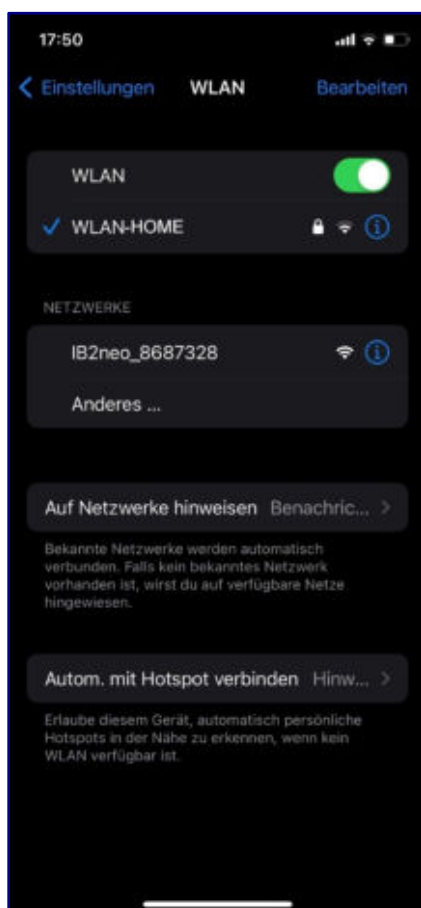 17:50
Einstellungen WLAN Bearbeiten
WLAN
WLAN-HOME
NETZWERKE
IB2neo_8687328
Anderes ...
Auf Netzwerke hinweisen Benachric...
Bekannte Netzwerke werden automatisch
verbunden. Falls kein bekanntes Netzwerk
vorhanden ist, wirst du auf verfügbare Netze
hingewiesen.
Autom. mit Hotspot verbinden Hinw...
Erlaube diesem Gerät, automatisch persönliche
Hotspots in der Nähe zu erkennen, wenn kein
WLAN verfügbar ist.